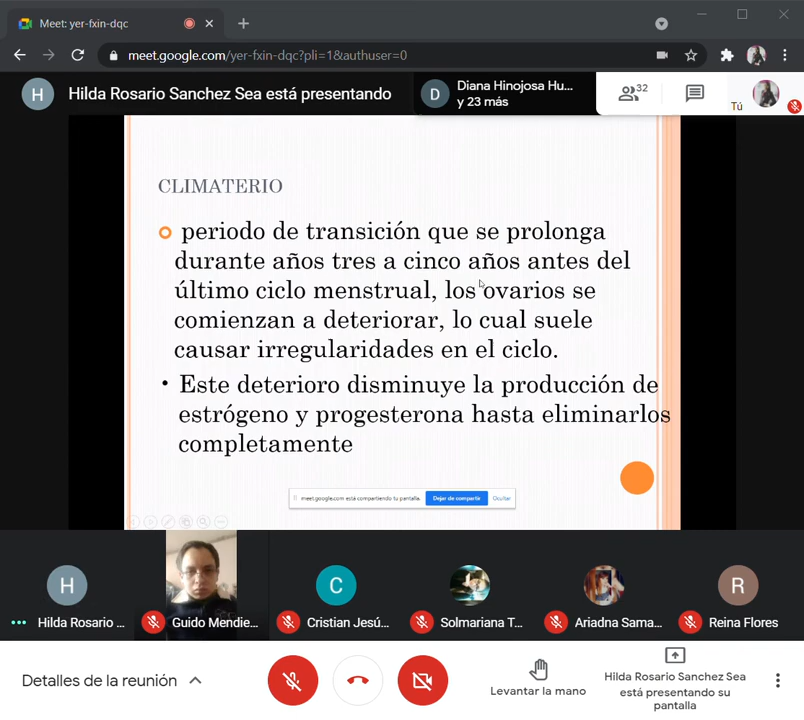 Meet: yer-fxin-dqc
meet.google.com/yer-fxin-dqc?pli=1&authuser=0
H
Hilda Rosario Sanchez Sea está presentando
D
Diana Hinojosa Hu...
y 23 más
32
Tú
CLIMATERIO
periodo de transición que se prolonga
durante años tres a cinco años antes del
último ciclo menstrual, los ovarios se
comienzan a deteriorar, lo cual suele
causar irregularidades en el ciclo.
• Este deterioro disminuye la producción de
estrógeno y progesterona hasta eliminarlos
completamente
meet.google.com está compartiendo tu pantalla.
Dejar de compartir
Ocultar
H
Hilda Rosario ...
Guido Mendie...
C
Cristian Jesú...
Solmariana T...
Ariadna Sama...
R
Reina Flores
Detalles de la reunión
Levantar la mano
Hilda Rosario Sanchez Sea
está presentando su
pantalla